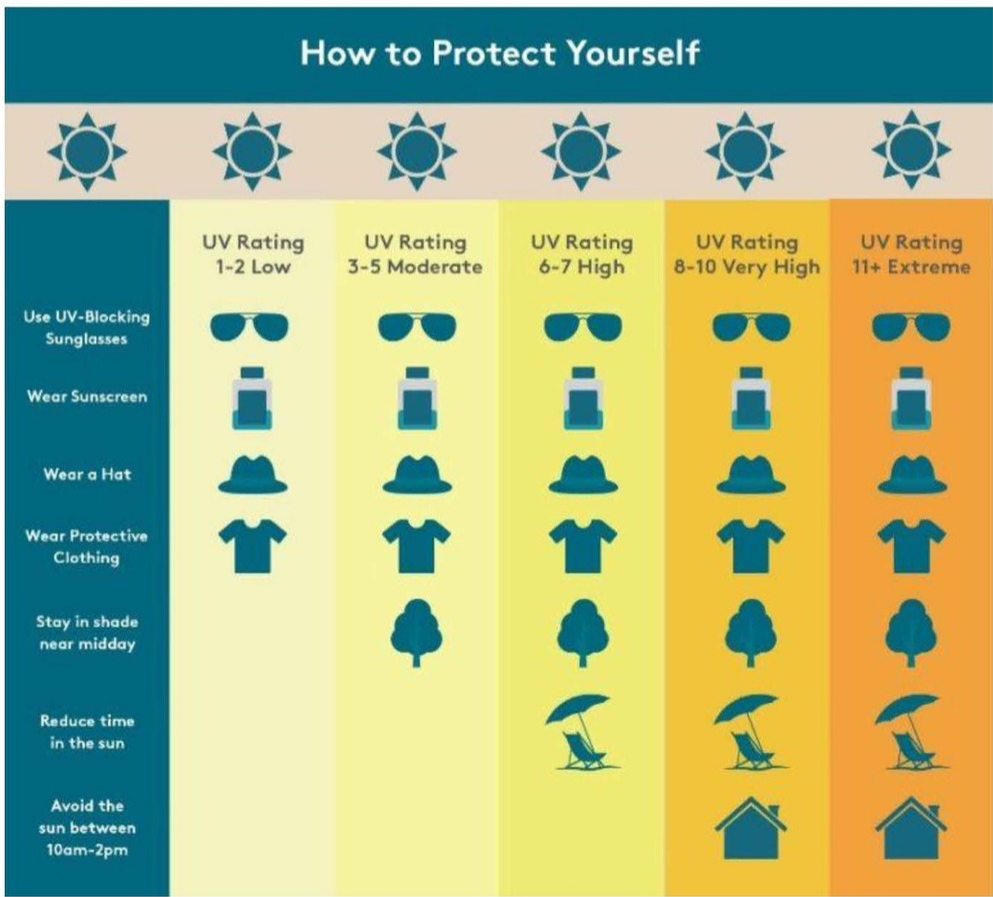 How to Protect Yourself
UV Rating
1-2 Low
UV Rating
3-5 Moderate
UV Rating
6-7 High
UV Rating
8-10 Very High
UV Rating
11+ Extreme
Use UV-Blocking
Sunglasses
Wear Sunscreen
Wear a Hat
Wear Protective
Clothing
Stay in shade
near midday
Reduce time
in the sun
Avoid the
sun between
10am-2pm